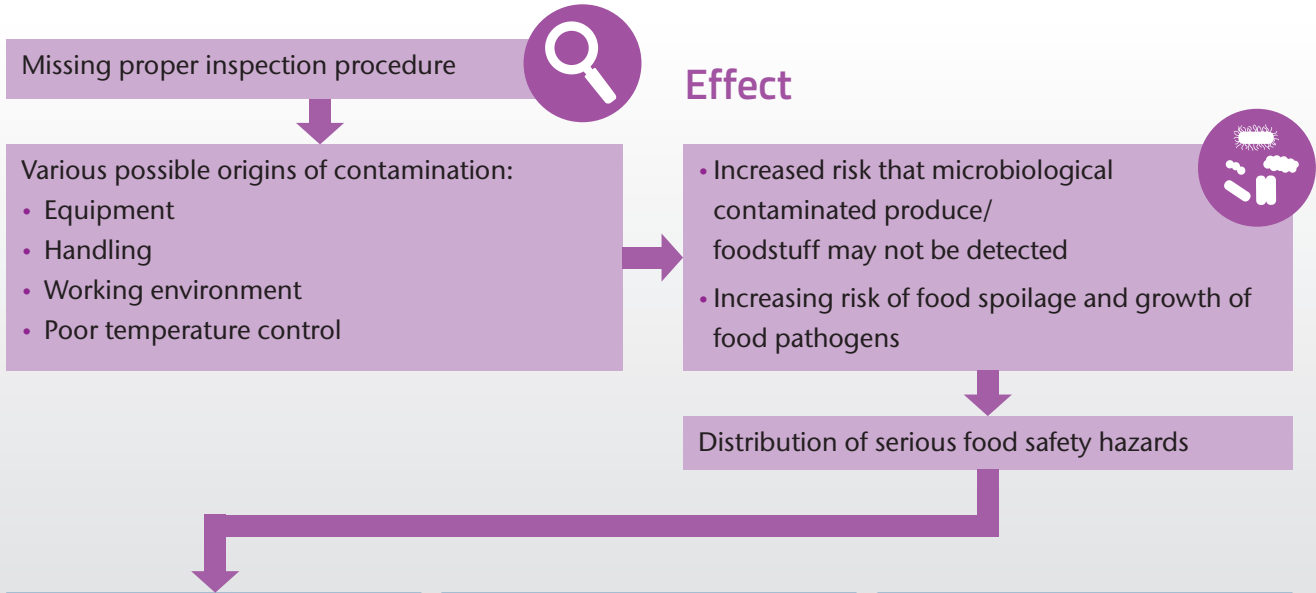 Missing proper inspection procedure
Various possible origins of contamination:
• Equipment
• Handling
• Working environment
• Poor temperature control
Effect
• Increased risk that microbiological
contaminated produce/
foodstuff may not be detected
• Increasing risk of food spoilage and growth of
food pathogens
Distribution of serious food safety hazards